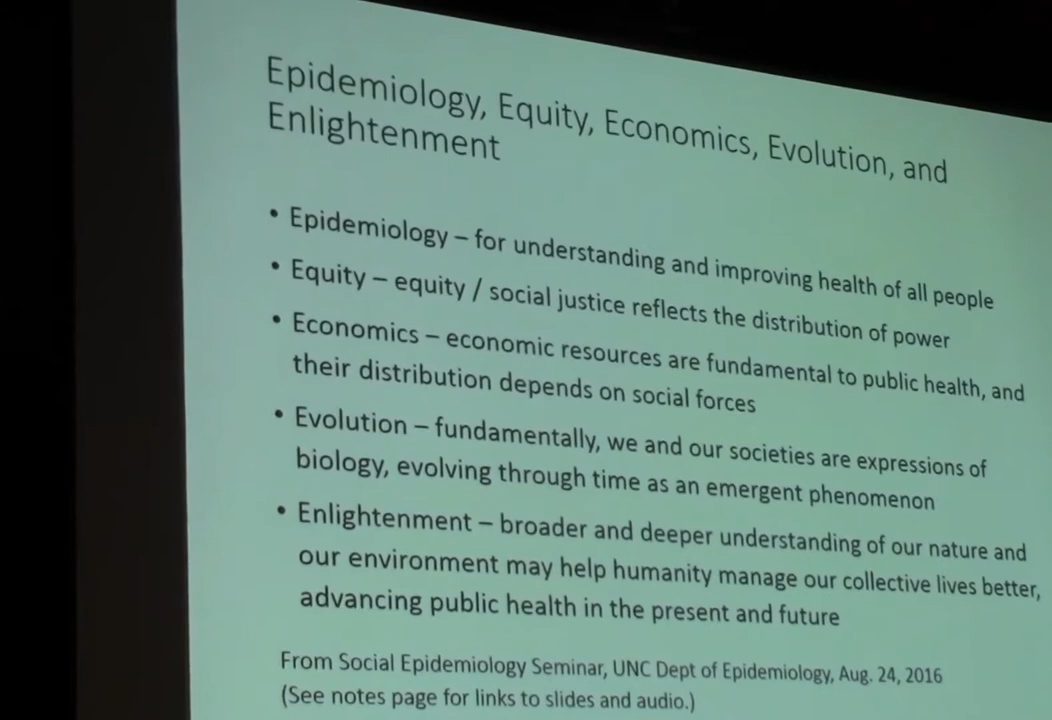 Epidemiology, Equity, Economics, Evolution, and
Enlightenment
• Epidemiology – for understanding and improving health of all people
• Equity – equity / social justice reflects the distribution of power
• Economics – economic resources are fundamental to public health, and
their distribution depends on social forces
• Evolution – fundamentally, we and our societies are expressions of
biology, evolving through time as an emergent phenomenon
• Enlightenment – broader and deeper understanding of our nature and
our environment may help humanity manage our collective lives better,
advancing public health in the present and future
From Social Epidemiology Seminar, UNC Dept of Epidemiology, Aug. 24, 2016
(See notes page for links to slides and audio.)